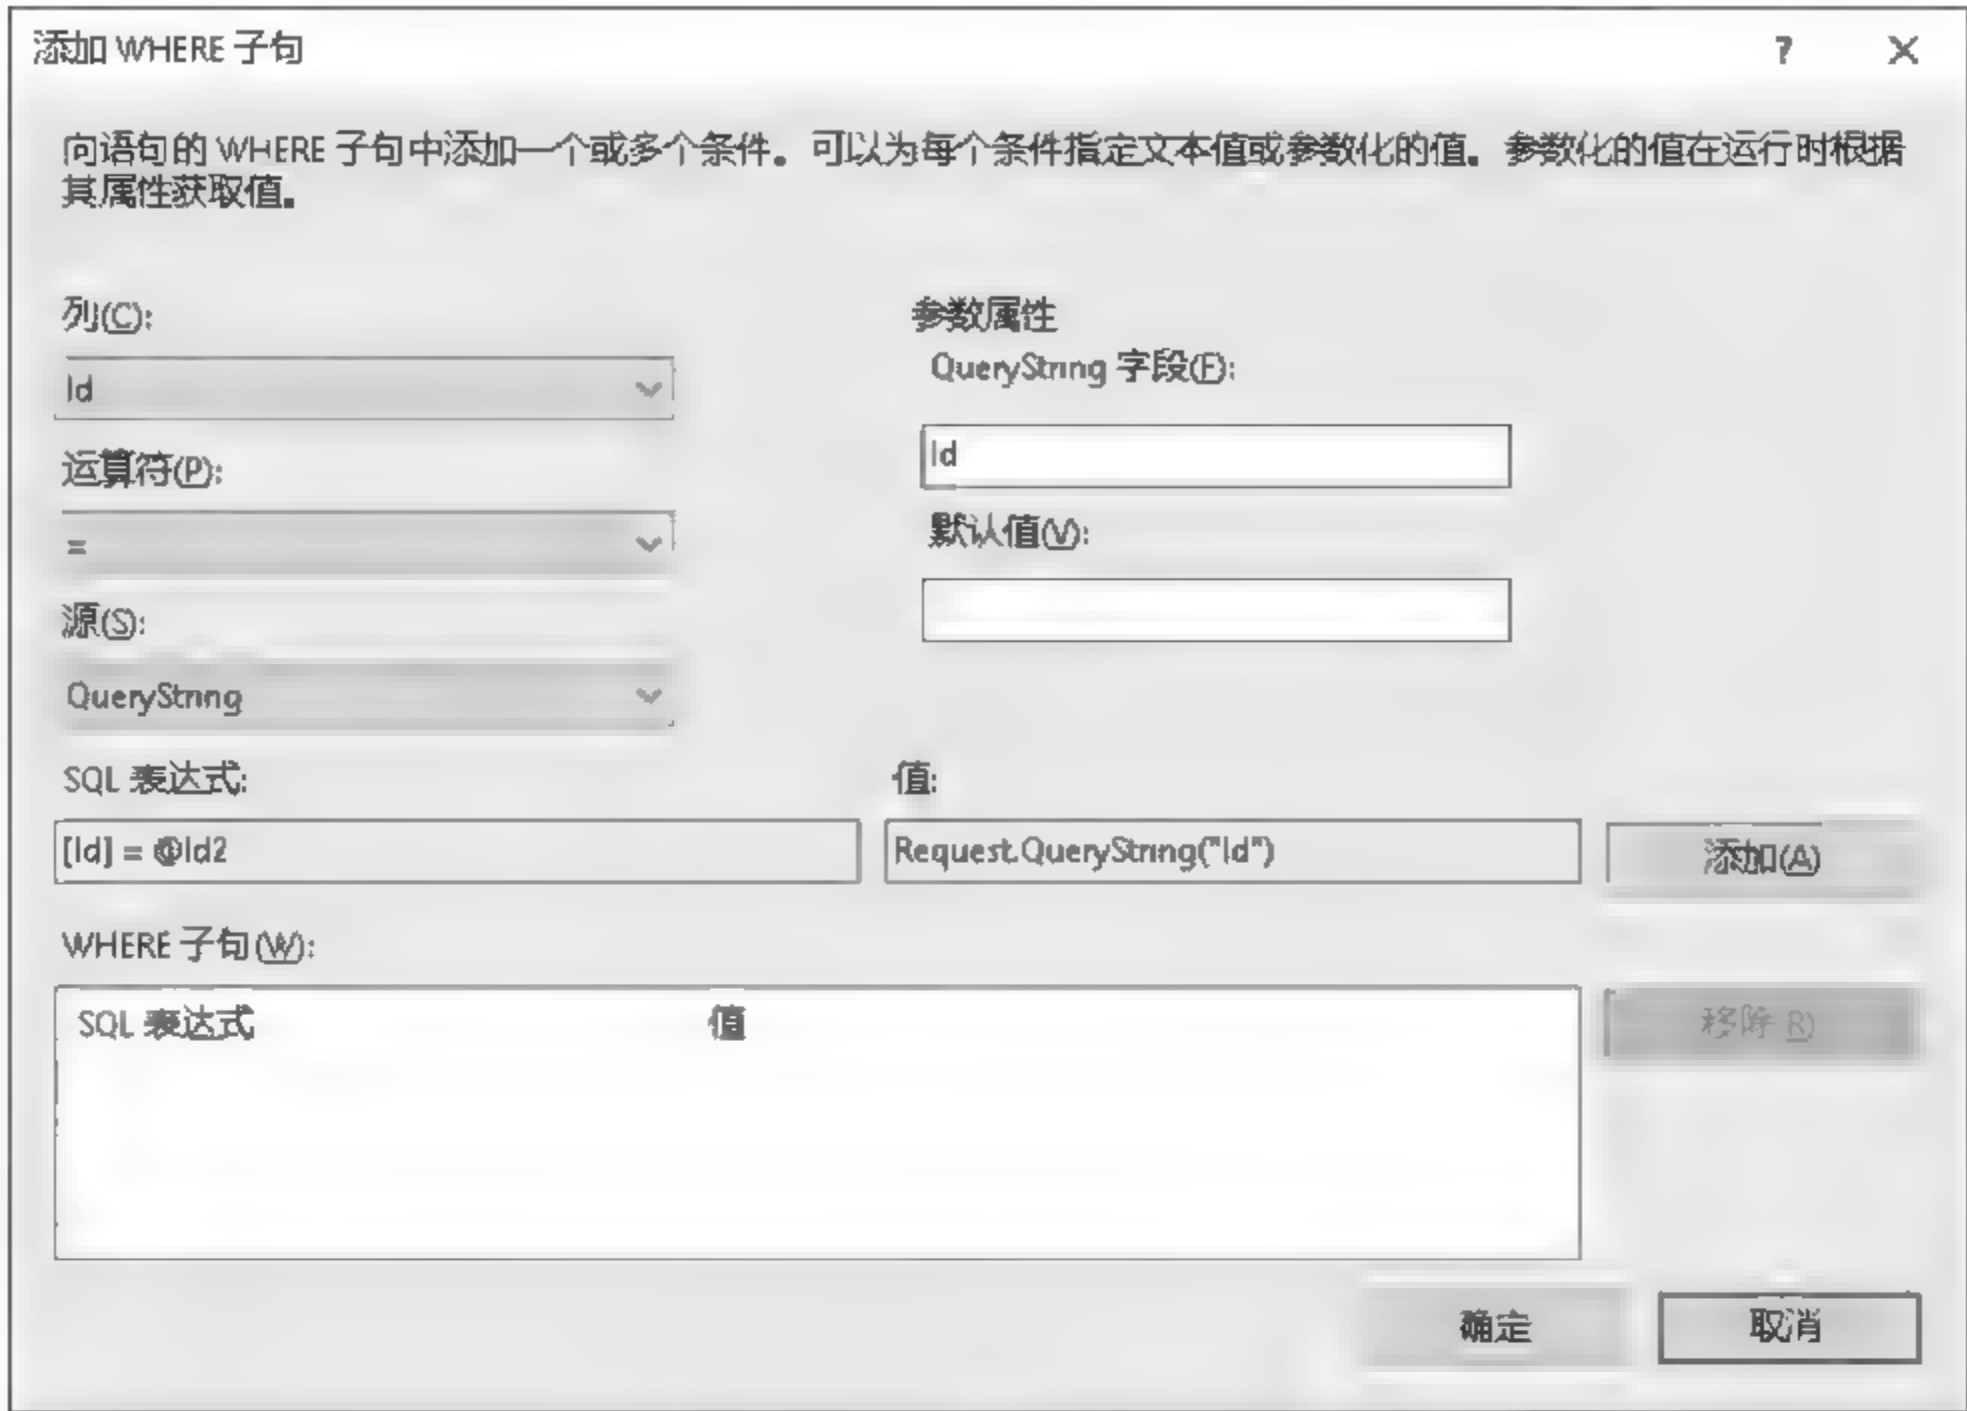 添加 WHERE 子句
? X
向语句的 WHERE 子句中添加一个或多个条件。可以为每个条件指定文本值或参数化的值。参数化的值在运行时根据
其属性获取值。
列(C):
Id
运算符(P):
=
源(S):
QueryString
参数属性
QueryString 字段(F):
Id
默认值(V):
SQL 表达式:
[Id] = @Id2
值:
Request.QueryString("Id")
添加(A)
WHERE 子句(W):
SQL 表达式 值
移除(R)
确定 取消